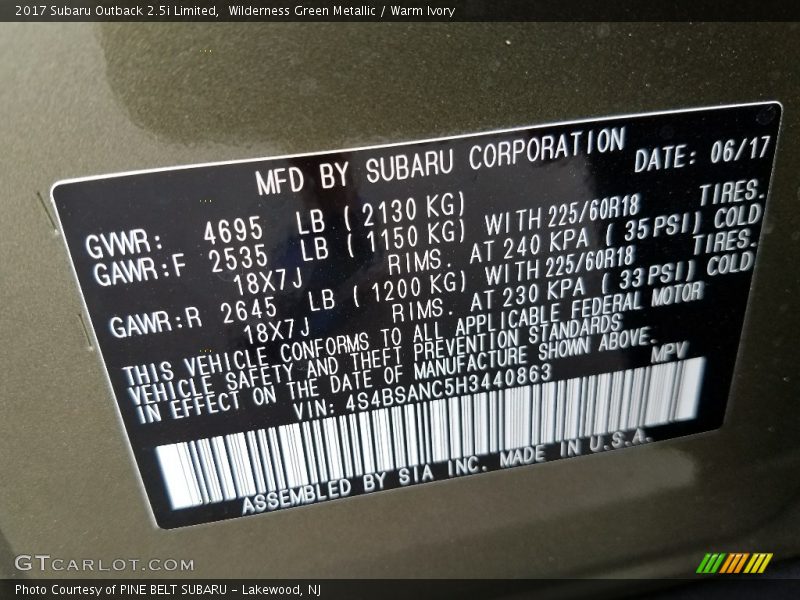 2017 Subaru Outback 2.5i Limited,  Wilderness Green Metallic / Warm Ivory
MFD BY SUBARU CORPORATION DATE: 06/17
GVWR: 4695 LB ( 2130 KG)
GAWR:F 2535 LB ( 1150 KG) WITH 225/60R18 TIRES.
18X7J RIMS. AT 240 KPA ( 35 PSI) COLD
GAWR:R 2645 LB ( 1200 KG) WITH 225/60R18 TIRES.
18X7J RIMS. AT 230 KPA ( 33 PSI) COLD
THIS VEHICLE CONFORMS TO ALL APPLICABLE FEDERAL MOTOR
VEHICLE SAFETY AND THEFT PREVENTION STANDARDS
IN EFFECT ON THE DATE OF MANUFACTURE SHOWN ABOVE.
VIN: 4S4BSANC5H3440863 MPV
ASSEMBLED BY SIA INC. MADE IN U.S.A.
GTCARLOT.COM
Photo Courtesy of PINE BELT SUBARU - Lakewood, NJ